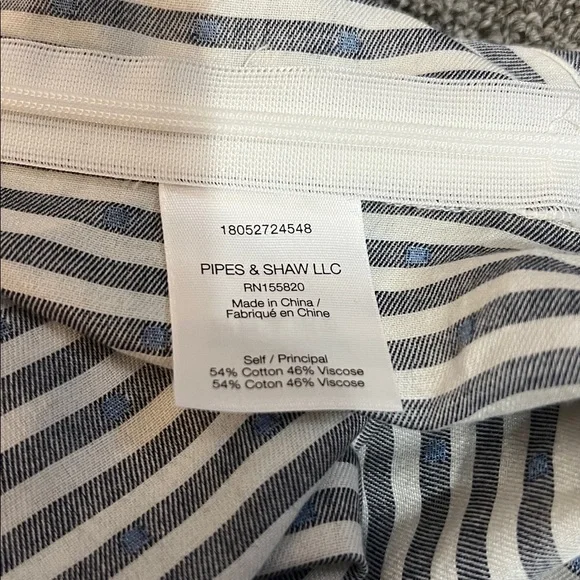 18052724548
PIPES & SHAW LLC
RN155820
Made in China /
Fabriqué en Chine
Self / Principal
54% Cotton 46% Viscose
54% Coton 46% Viscose